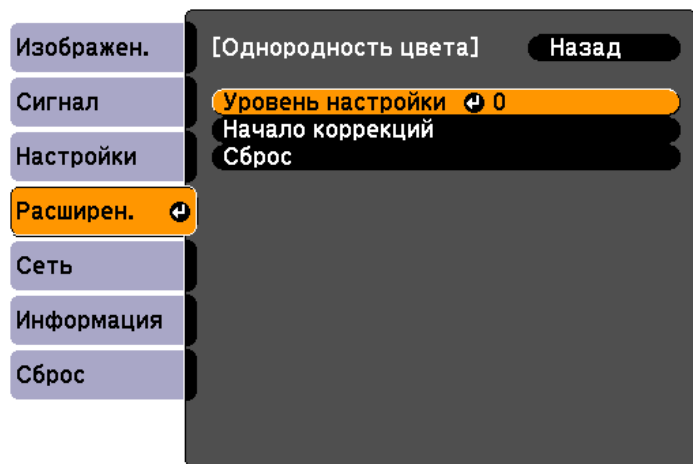 Изображен.
Сигнал
Настройки
Расширен.
Сеть
Информация
Сброс
[Однородность цвета] Назад
Уровень настройки 0
Начало коррекций
Сброс